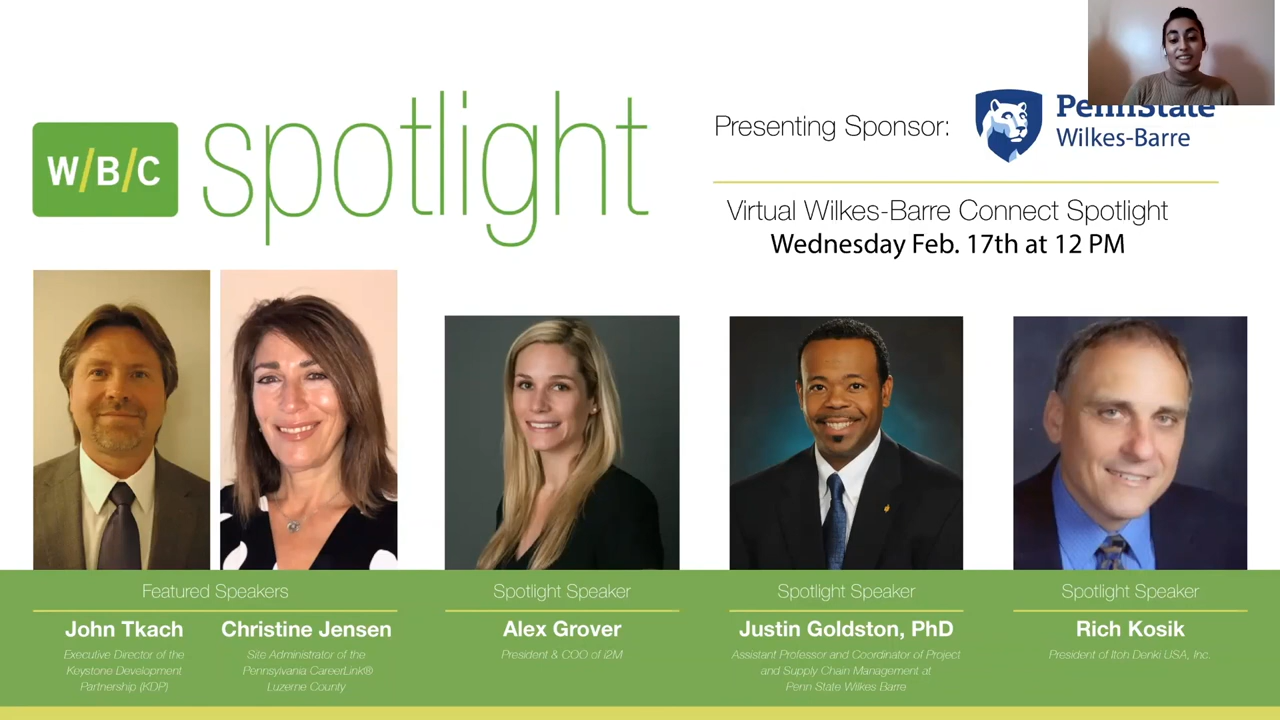 W/B/C spotlight
Presenting Sponsor:
PennState
Wilkes-Barre
Virtual Wilkes-Barre Connect Spotlight
Wednesday Feb. 17th at 12 PM
Featured Speakers
John Tkach
Executive Director of the
Keystone Development
Partnership (KDP)
Christine Jensen
Site Administrator of the
Pennsylvania CareerLink®
Luzerne County
Spotlight Speaker
Alex Grover
President & COO of i2M
Spotlight Speaker
Justin Goldston, PhD
Assistant Professor and Coordinator of Project
and Supply Chain Management at
Penn State Wilkes Barre
Spotlight Speaker
Rich Kosik
President of Itoh Denki USA, Inc.